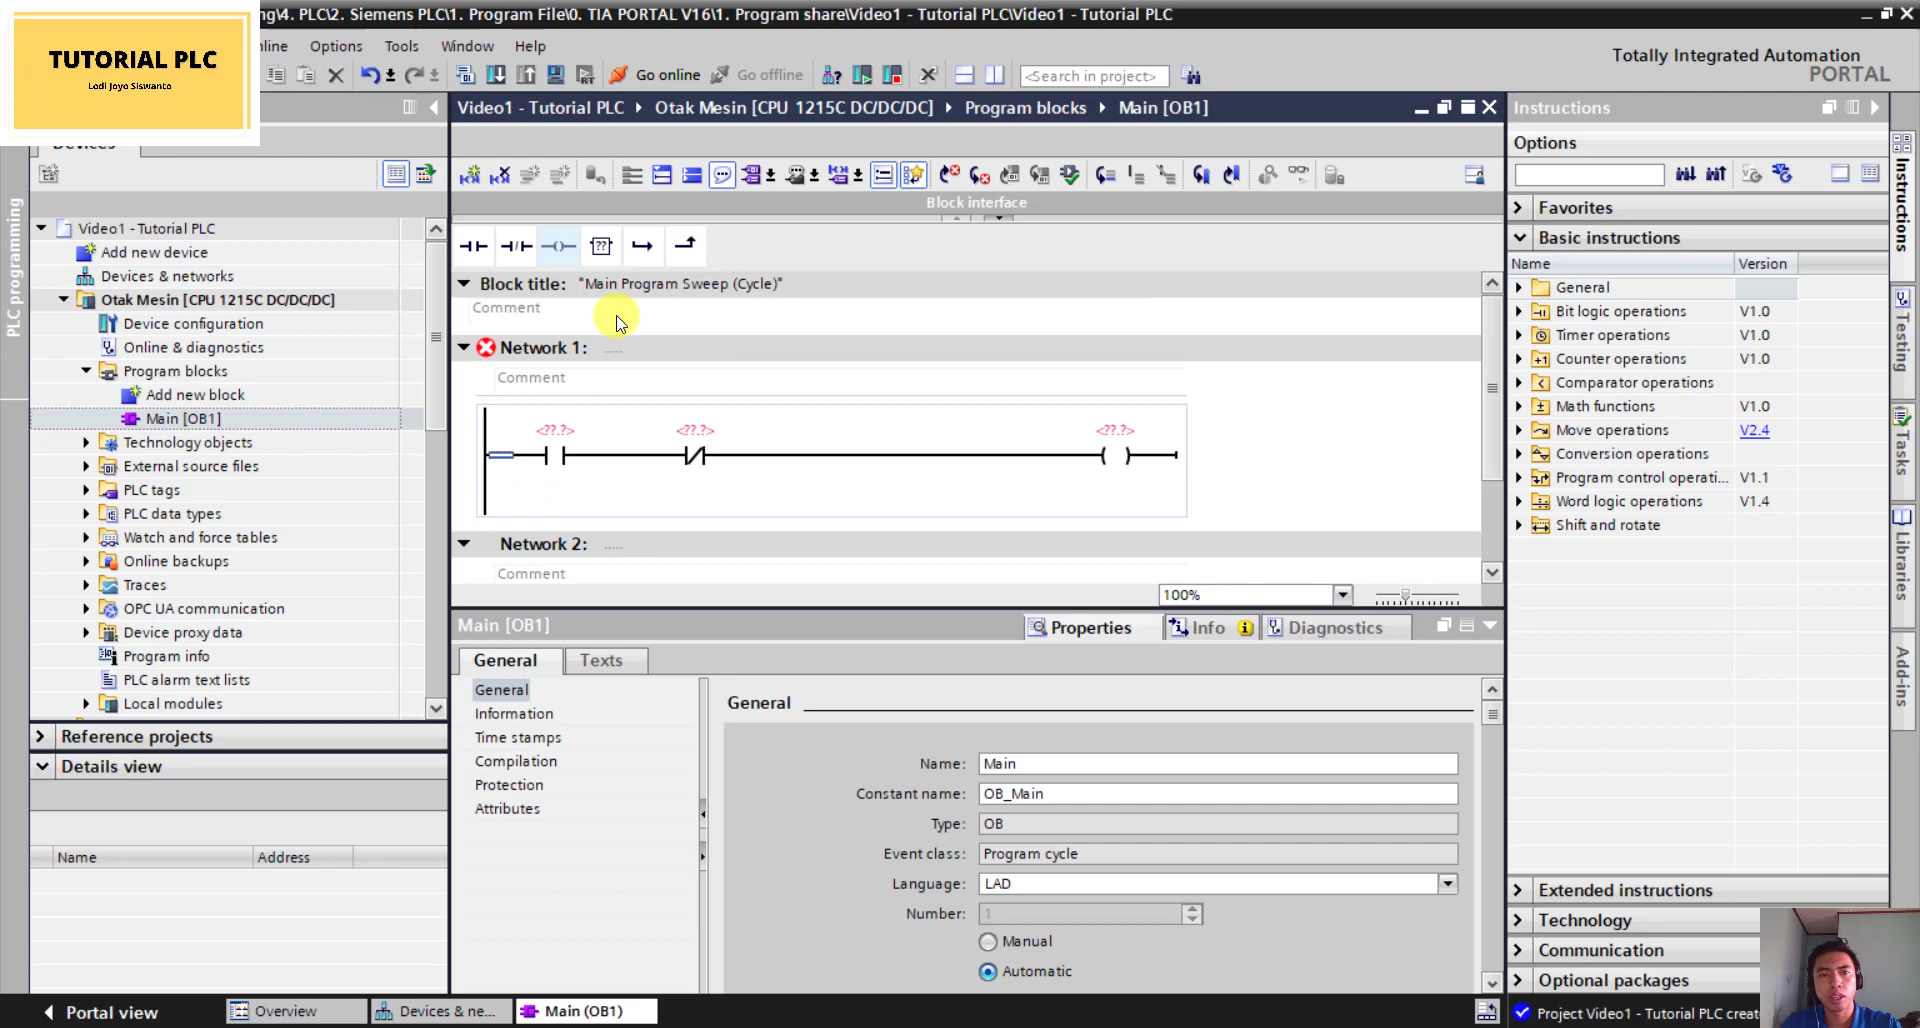 ng\4. PLC\2. Siemens PLC\1. Program File\0. TIA PORTAL V16\1. Program share\Video1 - Tutorial PLC\Video1 - Tutorial PLC
TUTORIAL PLC
Ladi Joyo Siswanto
nline Options Tools Window Help
Totally Integrated Automation
PORTAL
Go online Go offline <Search in project>
Video1 - Tutorial PLC Otak Mesin [CPU 1215C DC/DC/DC] Program blocks Main [OB1]
Instructions
Devices
Options
Block interface
PLC programming
Video1 - Tutorial PLC
Add new device
Devices & networks
Otak Mesin [CPU 1215C DC/DC/DC]
Device configuration
Online & diagnostics
Program blocks
Add new block
Main [OB1]
Technology objects
External source files
PLC tags
PLC data types
Watch and force tables
Online backups
Traces
OPC UA communication
Device proxy data
Program info
PLC alarm text lists
Local modules
Reference projects
Details view
Name Address
??
Block title: "Main Program Sweep (Cycle)"
Comment
Network 1: .....
Comment
<??.?> <??.?> <??.?>
Network 2: .....
Comment
100%
Main [OB1]
Properties Info Diagnostics
General Texts
General
Information
Time stamps
Compilation
Protection
Attributes
General
Name: Main
Constant name: OB_Main
Type: OB
Event class: Program cycle
Language: LAD
Number: 1
Manual
Automatic
Favorites
Basic instructions
Name Version
General
Bit logic operations V1.0
Timer operations V1.0
Counter operations V1.0
Comparator operations
Math functions V1.0
Move operations V2.4
Conversion operations
Program control operati... V1.1
Word logic operations V1.4
Shift and rotate
Extended instructions
Technology
Communication
Optional packages
Instructions
Testing
Tasks
Libraries
Add-ins
Portal view Overview Devices & ne... Main (OB1)
Project Video1 - Tutorial PLC create